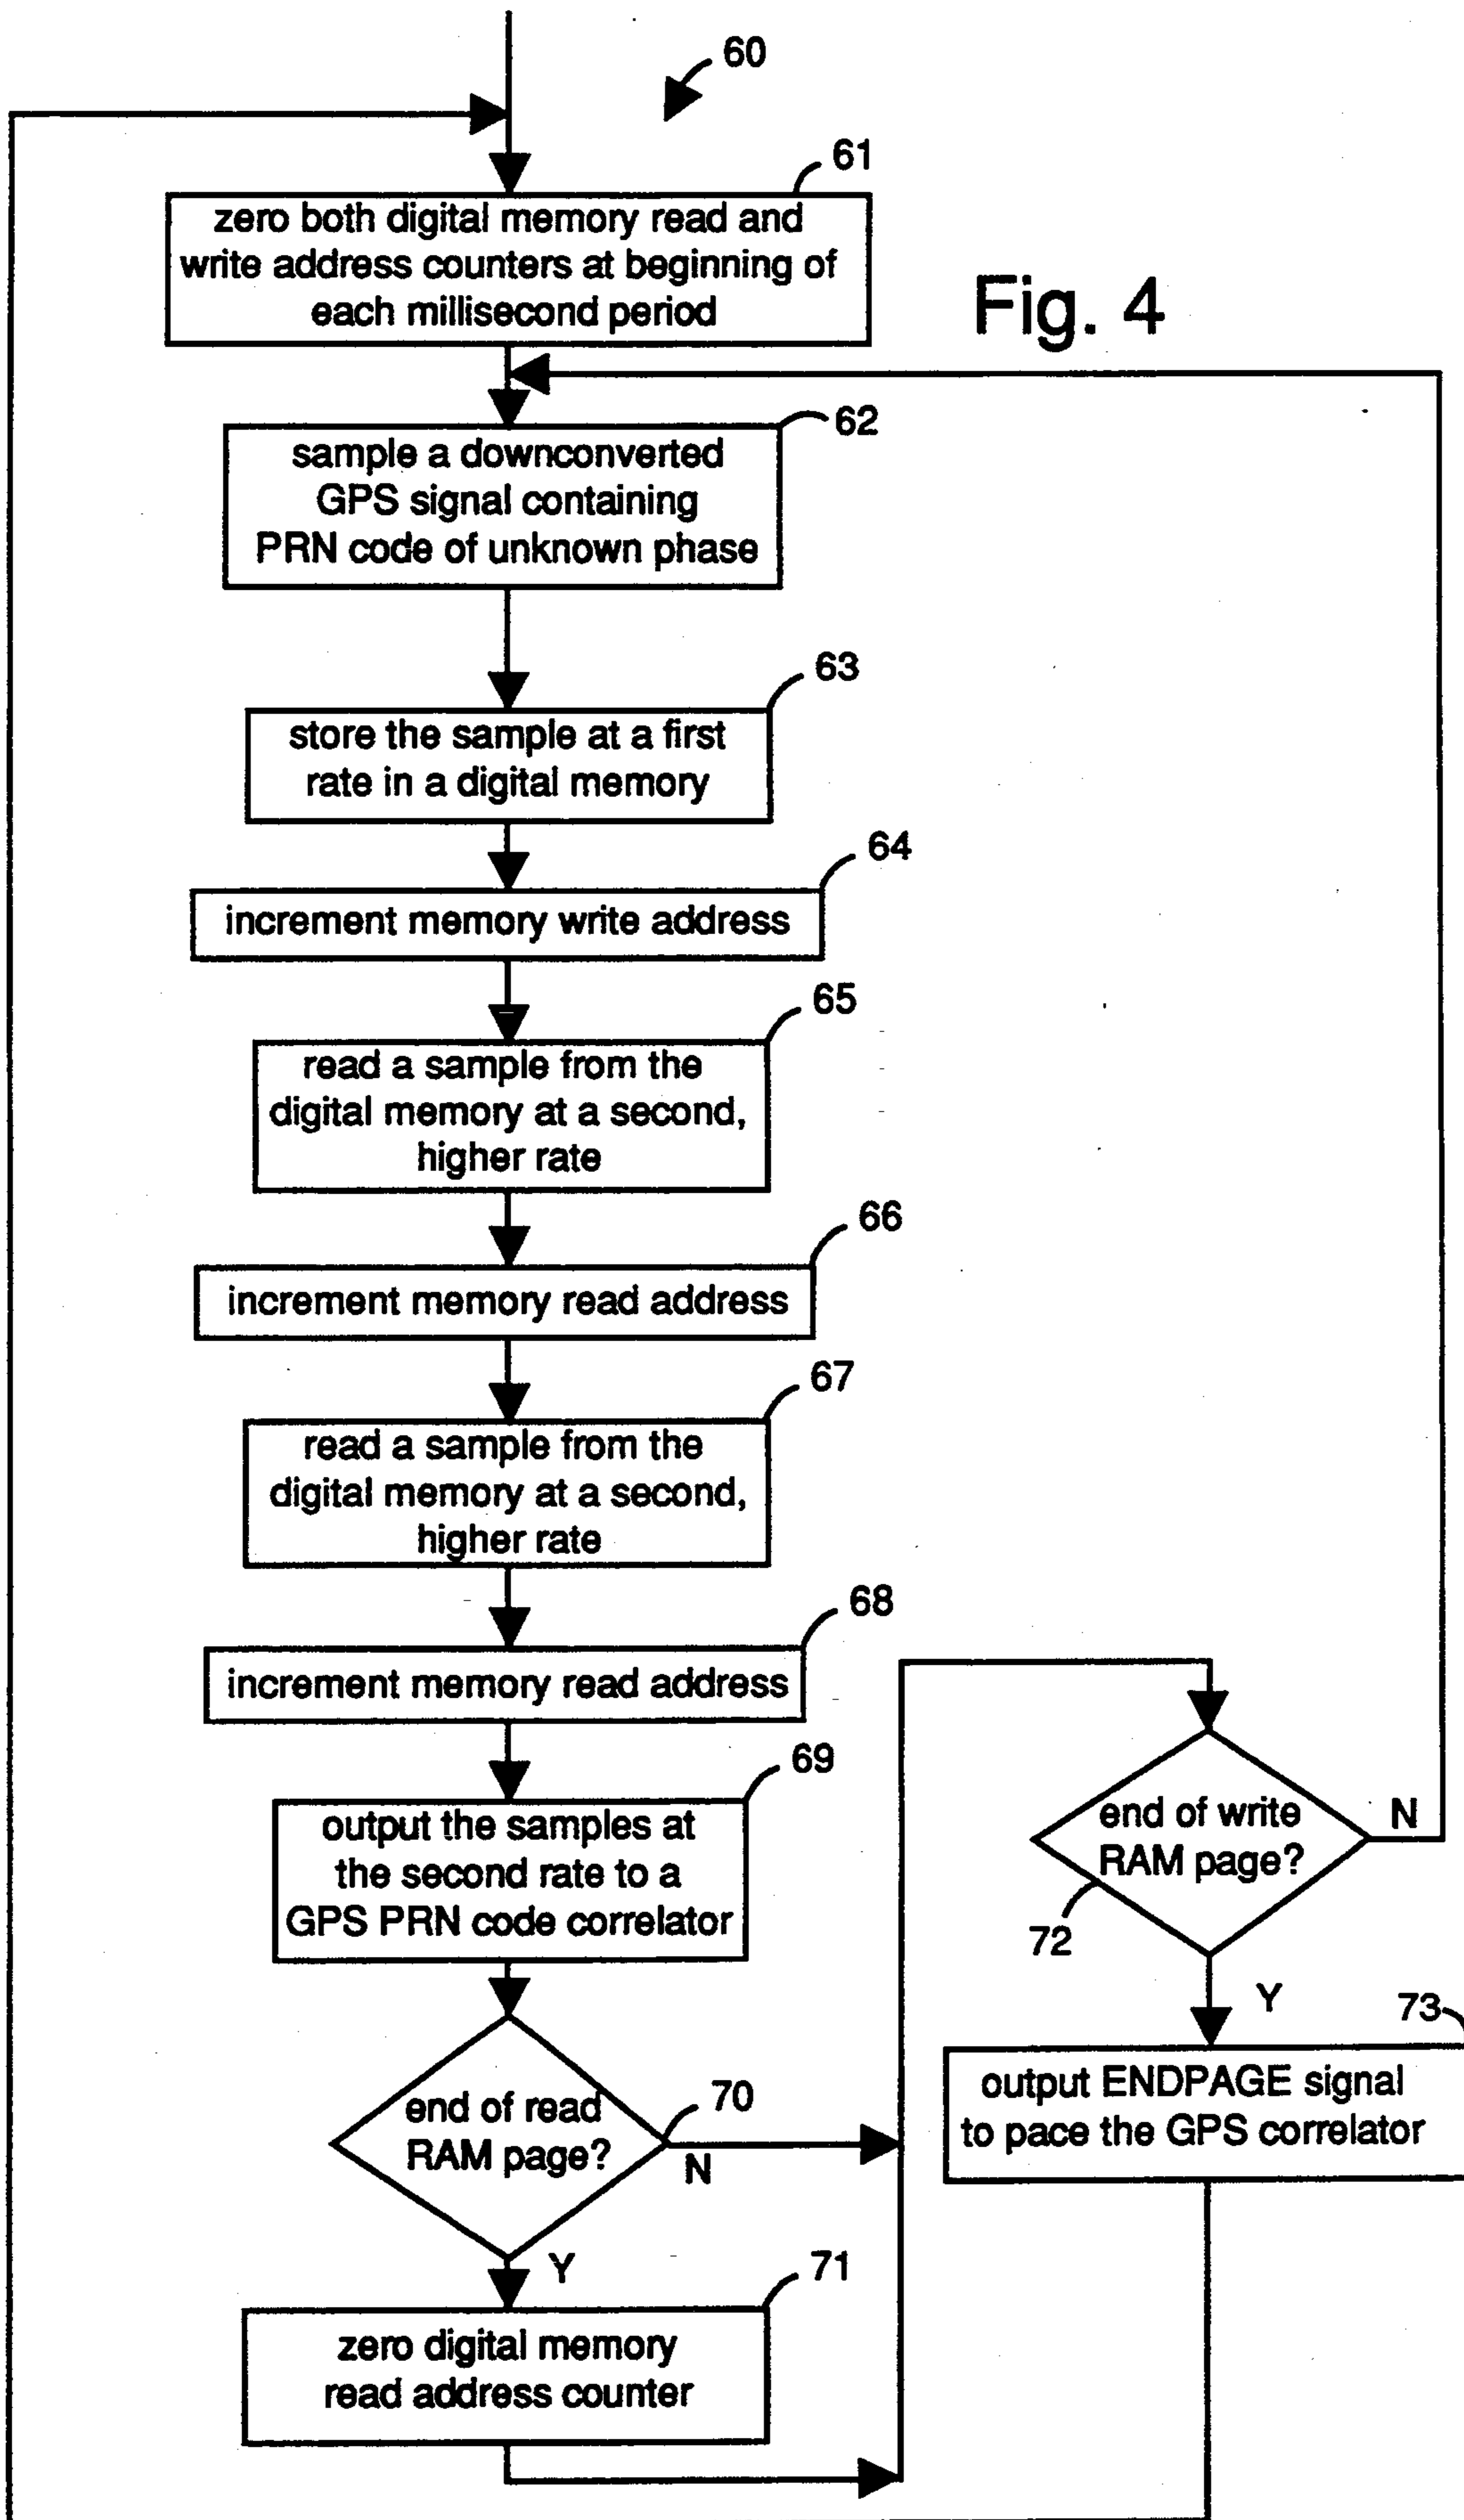 60
61
zero both digital memory read and
write address counters at beginning of
each millisecond period
Fig. 4
62
sample a downconverted
GPS signal containing
PRN code of unknown phase
63
store the sample at a first
rate in a digital memory
64
increment memory write address
65
read a sample from the
digital memory at a second,
higher rate
66
increment memory read address
67
read a sample from the
digital memory at a second,
higher rate
68
increment memory read address
69
output the samples at
the second rate to a
GPS PRN code correlator
end of write
RAM page?
N
72
Y
73
output ENDPAGE signal
to pace the GPS correlator
end of read
RAM page?
70
N
Y
71
zero digital memory
read address counter